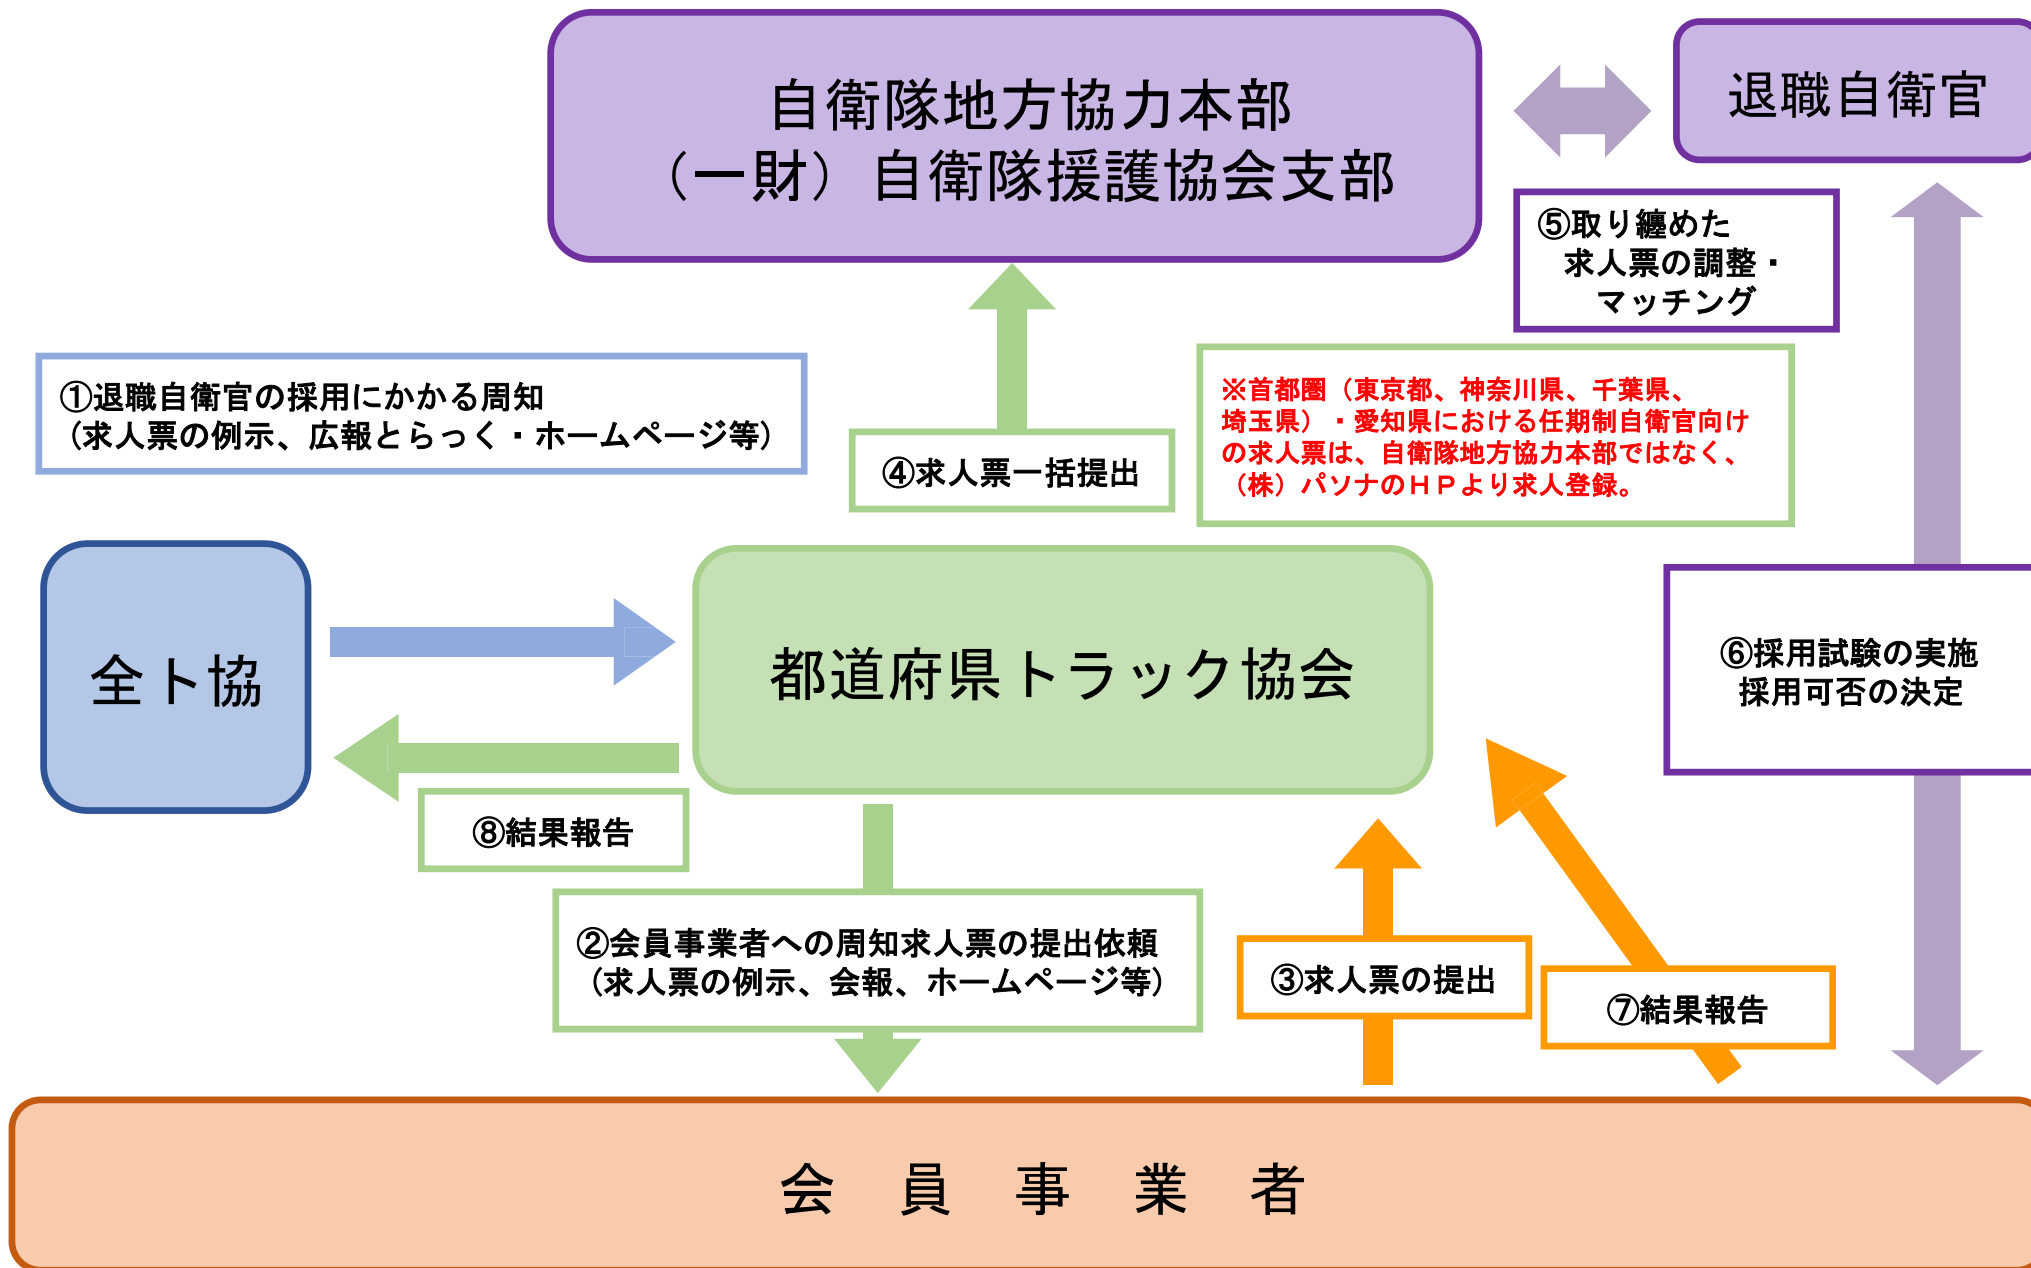 自衛隊地方協力本部
（一財）自衛隊援護協会支部
退職自衛官
⑤取り纏めた
求人票の調整・
マッチング
①退職自衛官の採用にかかる周知
（求人票の例示、広報とらっく・ホームページ等）
④求人票一括提出
※首都圏（東京都、神奈川県、千葉県、
埼玉県）・愛知県における任期制自衛官向け
の求人票は、自衛隊地方協力本部ではなく、
（株）パソナのＨＰより求人登録。
全ト協
都道府県トラック協会
⑥採用試験の実施
採用可否の決定
⑧結果報告
②会員事業者への周知求人票の提出依頼
（求人票の例示、会報、ホームページ等）
③求人票の提出
⑦結果報告
会　員　事　業　者